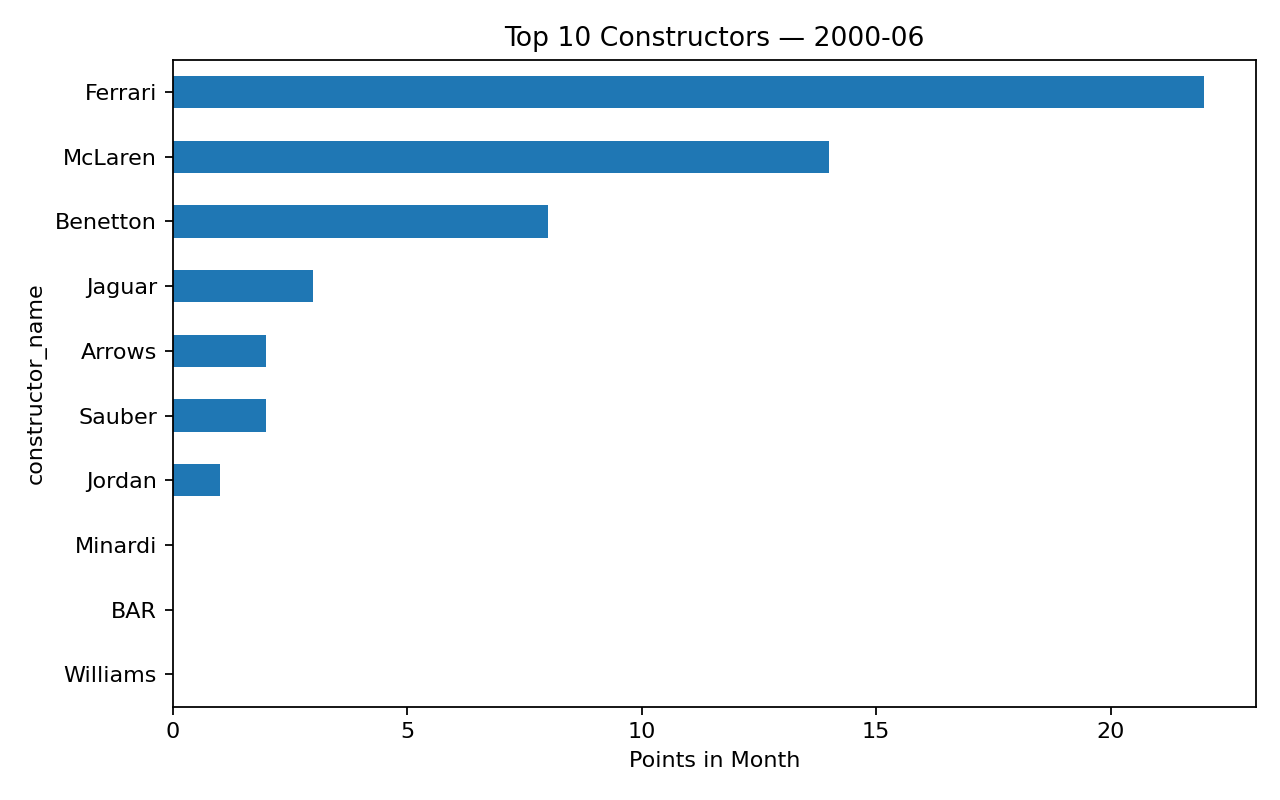 Top 10 Constructors — 2000-06
constructor_name
Ferrari
McLaren
Benetton
Jaguar
Arrows
Sauber
Jordan
Minardi
BAR
Williams
0 5 10 15 20
Points in Month